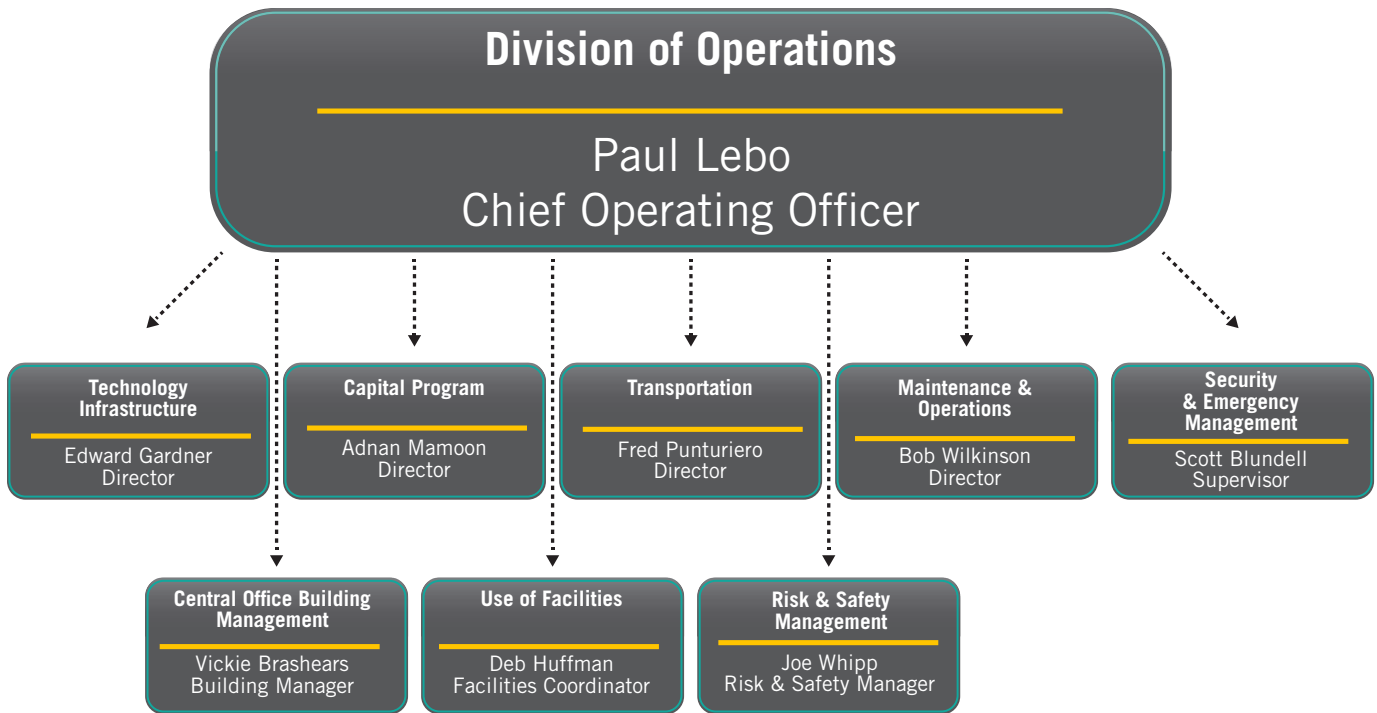 Division of Operations
Paul Lebo
Chief Operating Officer
Technology
Infrastructure
Edward Gardner
Director
Capital Program
Adnan Mamoon
Director
Transportation
Fred Punturiero
Director
Maintenance &
Operations
Bob Wilkinson
Director
Security
& Emergency
Management
Scott Blundell
Supervisor
Central Office Building
Management
Vickie Brashears
Building Manager
Use of Facilities
Deb Huffman
Facilities Coordinator
Risk & Safety
Management
Joe Whipp
Risk & Safety Manager